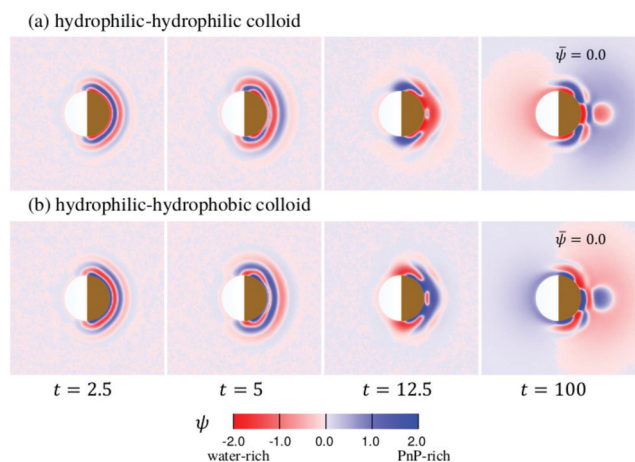 (a) hydrophilic-hydrophilic colloid
ψ̄ = 0.0
(b) hydrophilic-hydrophobic colloid
ψ̄ = 0.0
t = 2.5 t = 5 t = 12.5 t = 100
ψ
-2.0 -1.0 0.0 1.0 2.0
water-rich PnP-rich